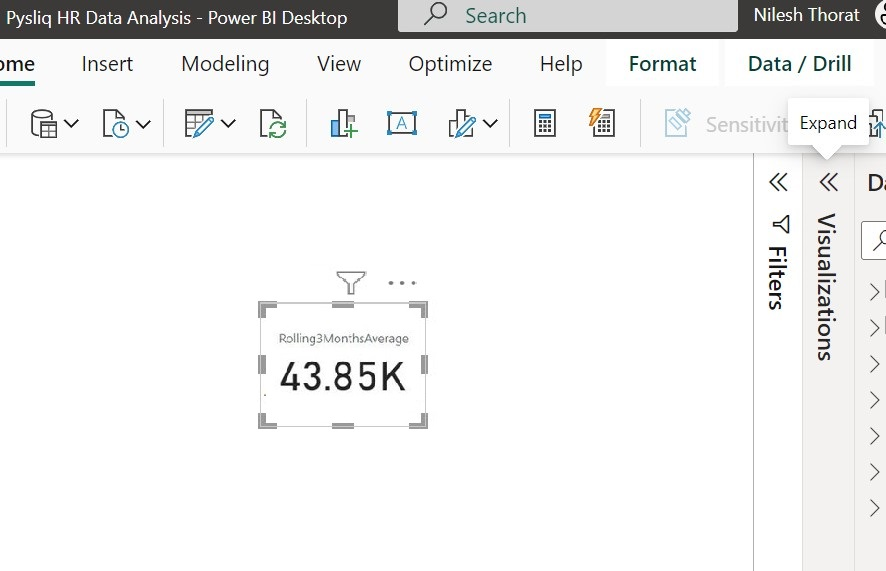 Pysliq HR Data Analysis - Power BI Desktop
Search
Nilesh Thorat
ome
Insert
Modeling
View
Optimize
Help
Format
Data / Drill
A
Sensitivit
Expand
Filters
Visualizations
Da
Rolling3MonthsAverage
43.85K